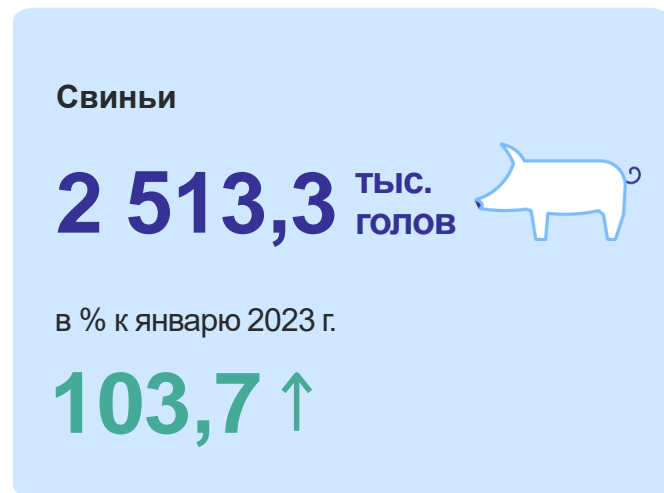 Свиньи
2 513,3 тыс.
голов
в % к январю 2023 г.
103,7 ↑